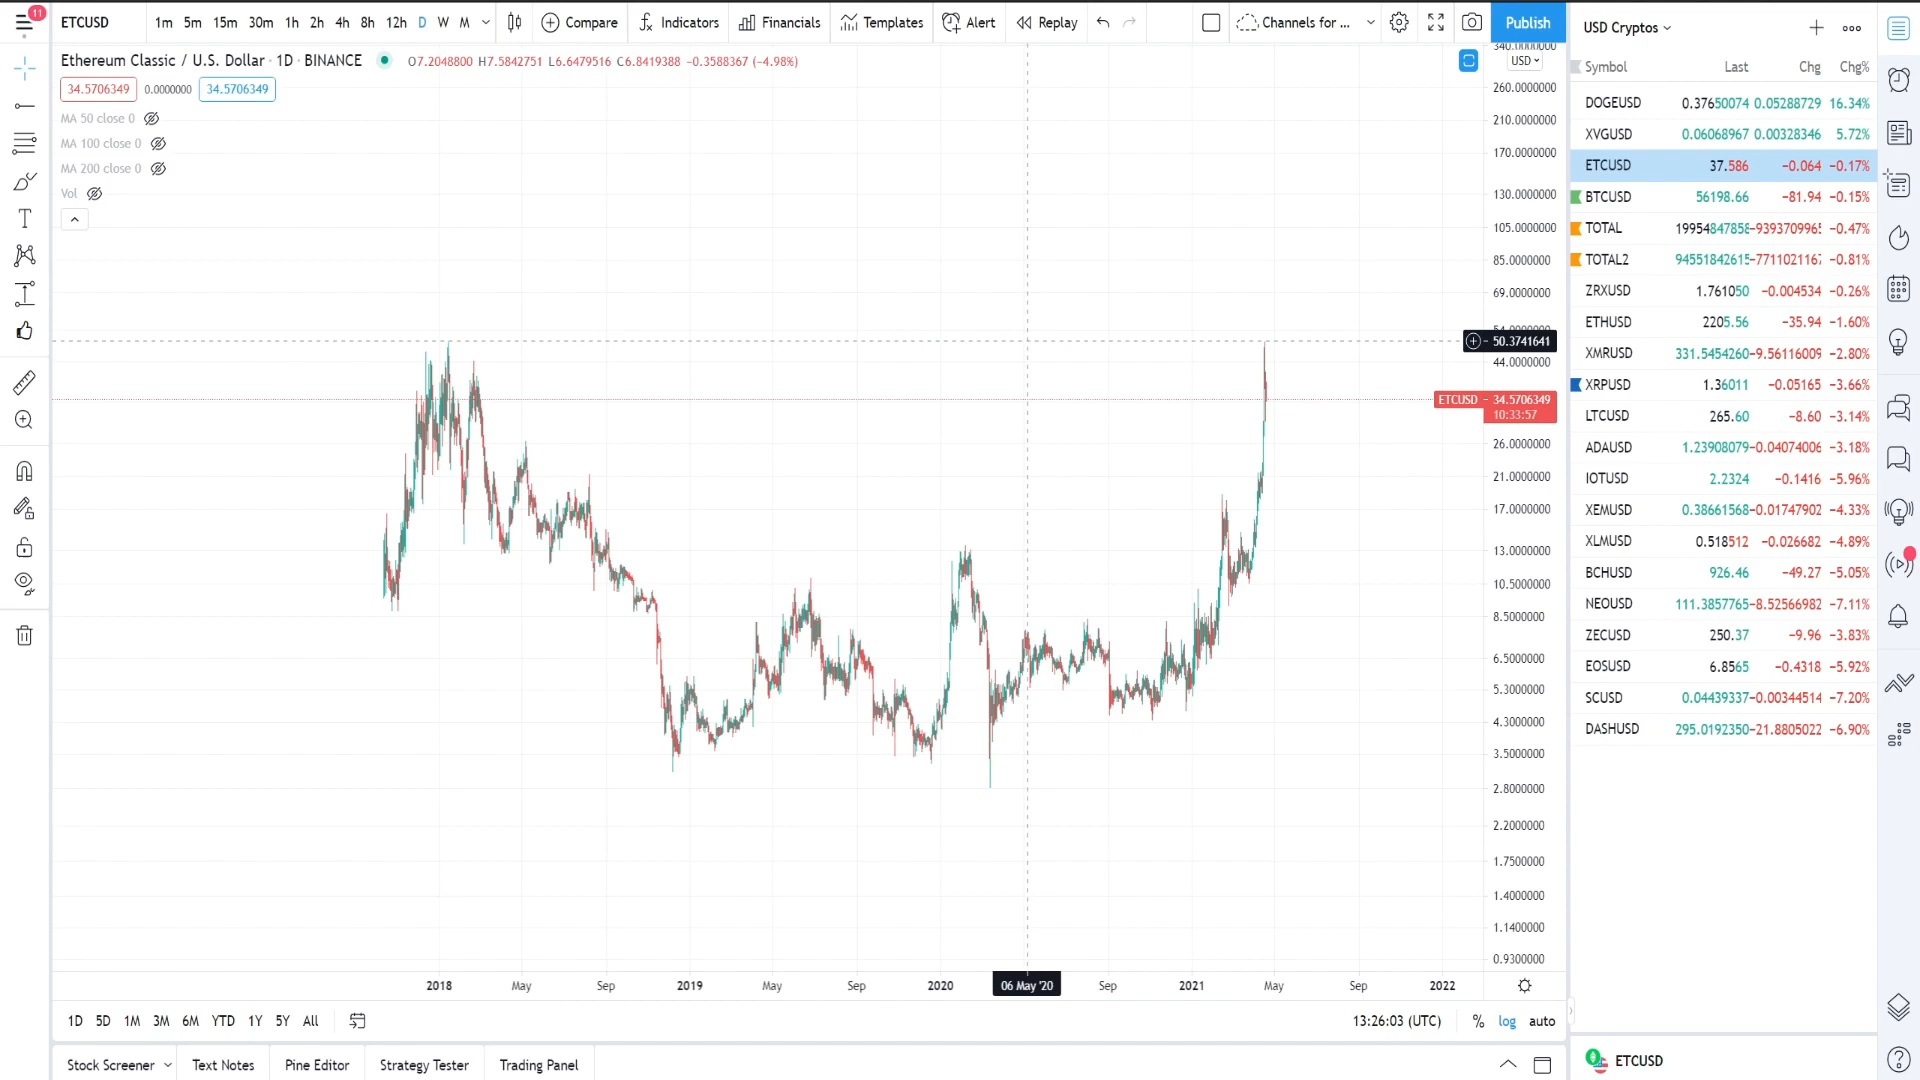 11
ETCUSD 1m 5m 15m 30m 1h 2h 4h 8h 12h D W M Compare Indicators Financials Templates Alert Replay Channels for ... Publish
Ethereum Classic / U.S. Dollar · 1D · BINANCE O7.2048800 H7.5842751 L6.6479516 C6.8419388 −0.3588367 (−4.98%)
34.5706349 0.0000000 34.5706349
MA 50 close 0
MA 100 close 0
MA 200 close 0
Vol
340.0000000
USD
260.0000000
210.0000000
170.0000000
130.0000000
105.0000000
85.0000000
69.0000000
54.0000000
50.3741641
44.0000000
ETCUSD 34.5706349
10:33:57
26.0000000
21.0000000
17.0000000
13.0000000
10.5000000
8.5000000
6.5000000
5.3000000
4.3000000
3.5000000
2.8000000
2.2000000
1.7500000
1.4000000
1.1400000
0.9300000
2018 May Sep 2019 May Sep 2020 06 May '20 Sep 2021 May Sep 2022
1D 5D 1M 3M 6M YTD 1Y 5Y All 13:26:03 (UTC) % log auto
Stock Screener Text Notes Pine Editor Strategy Tester Trading Panel
USD Cryptos
Symbol Last Chg Chg%
DOGEUSD 0.37650074 0.05288729 16.34%
XVGUSD 0.06068967 0.00328346 5.72%
ETCUSD 37.586 −0.064 −0.17%
BTCUSD 56198.66 −81.94 −0.15%
TOTAL 19954847858 −939370996 −0.47%
TOTAL2 94551842615 −771102116 −0.81%
ZRXUSD 1.761050 −0.004534 −0.26%
ETHUSD 2205.56 −35.94 −1.60%
XMRUSD 331.5454260 −9.56116009 −2.80%
XRPUSD 1.36011 −0.05165 −3.66%
LTCUSD 265.60 −8.60 −3.14%
ADAUSD 1.23908079 −0.04074006 −3.18%
IOTUSD 2.2324 −0.1416 −5.96%
XEMUSD 0.38661568 −0.01747902 −4.33%
XLMUSD 0.518512 −0.026682 −4.89%
BCHUSD 926.46 −49.27 −5.05%
NEOUSD 111.3857765 −8.52566982 −7.11%
ZECUSD 250.37 −9.96 −3.83%
EOSUSD 6.8565 −0.4318 −5.92%
SCUSD 0.04439337 −0.00344514 −7.20%
DASHUSD 295.0192350 −21.8805022 −6.90%
ETCUSD